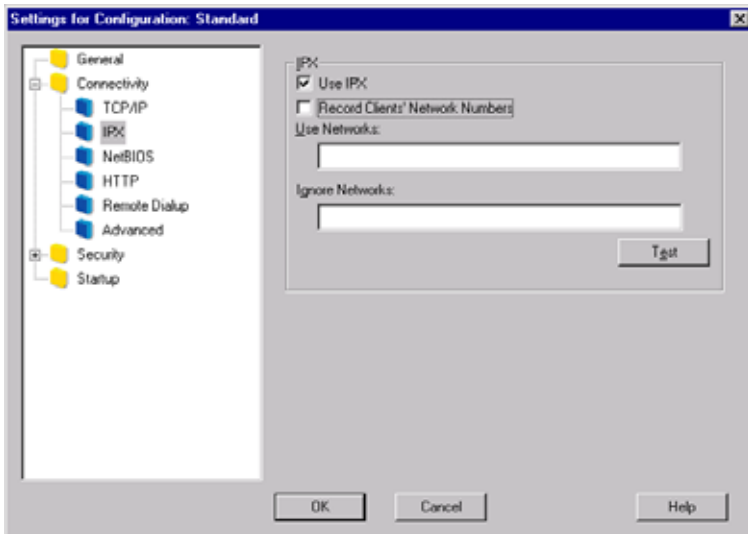 Settings for Configuration: Standard
General
Connectivity
TCP/IP
IPX
NetBIOS
HTTP
Remote Dialup
Advanced
Security
Startup
IPX
Use IPX
Record Clients' Network Numbers
Use Networks:
Ignore Networks:
Test
OK
Cancel
Help